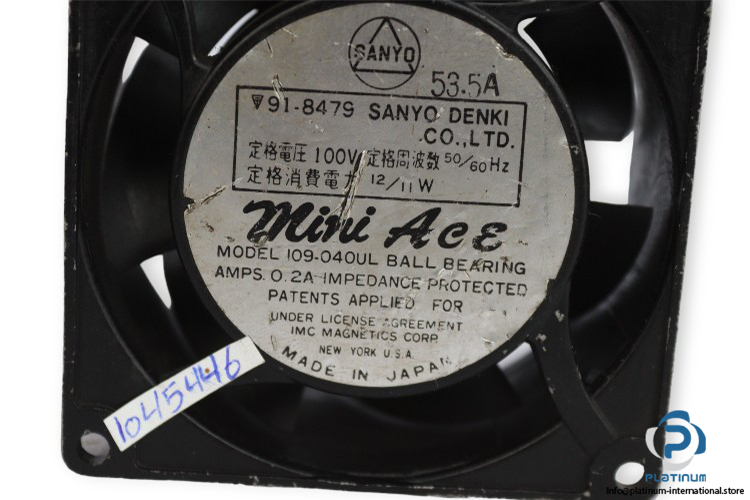 SANYO
53.5A
▽91-8479 SANYO DENKI
CO.,LTD.
定格電圧 100V 定格周波数 50/60 Hz
定格消費電力 12/11 W
Mini Ace
MODEL 109-040UL BALL BEARING
AMPS. 0.2A IMPEDANCE PROTECTED
PATENTS APPLIED FOR
UNDER LICENSE AGREEMENT
IMC MAGNETICS CORP.
NEW YORK U.S.A.
MADE IN JAPAN
1045446
PLATINUM
info@platinum-international.store